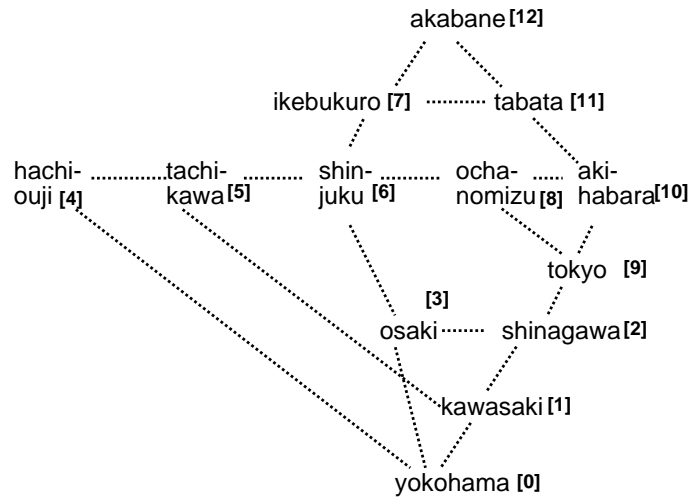 akabane [12]
ikebukuro [7] tabata [11]
hachi- tachi- shin- ocha- aki-
ouji [4] kawa [5] juku [6] nomizu [8] habara [10]
tokyo [9]
[3]
osaki shinagawa [2]
kawasaki [1]
yokohama [0]